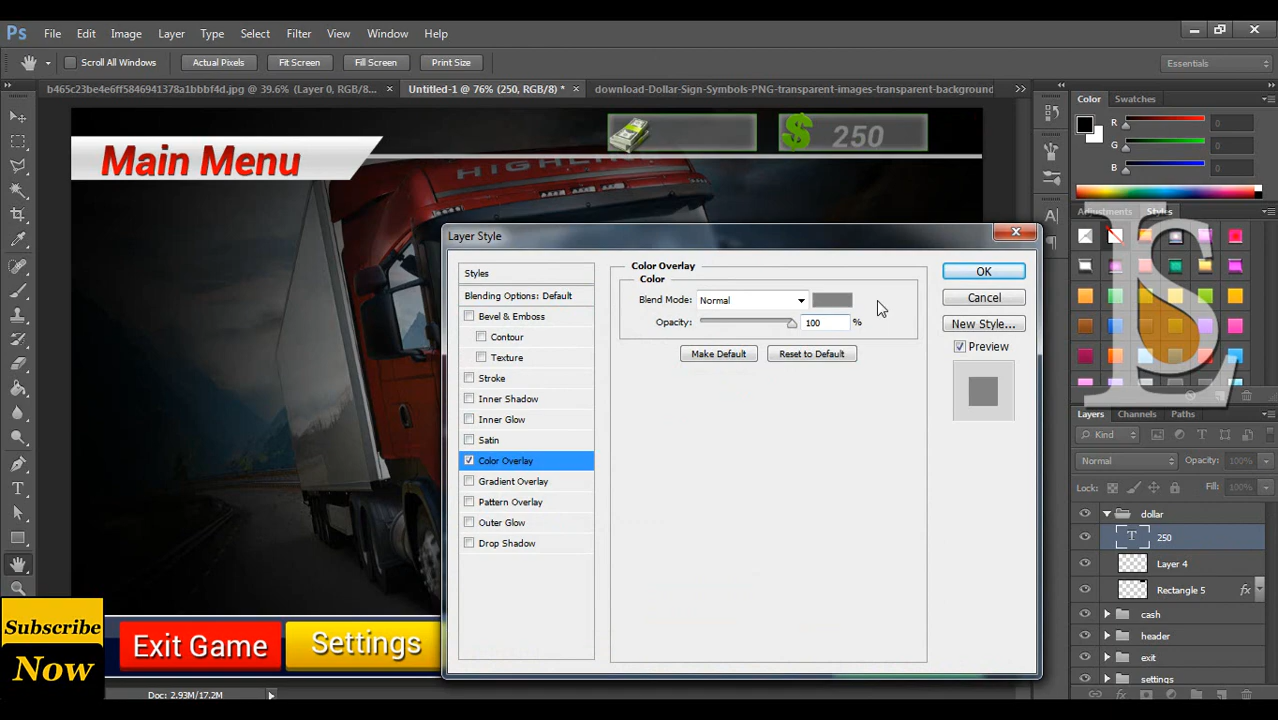 Ps File Edit Image Layer Type Select Filter View Window Help
Scroll All Windows Actual Pixels Fit Screen Fill Screen Print Size Essentials
b465c23be4e6ff5846941378a1bbbf4d.jpg @ 39.6% (Layer 0, RGB/8... × Untitled-1 @ 76% (250, RGB/8) * × download-Dollar-Sign-Symbols-PNG-transparent-images-transparent-background
Color Swatches
R 0
G 0
B 0
$ 250
Main Menu
HIGHLINE
Adjustments Styles
LS
Layer Style
Styles
Blending Options: Default
Bevel & Emboss
Contour
Texture
Stroke
Inner Shadow
Inner Glow
Satin
Color Overlay
Gradient Overlay
Pattern Overlay
Outer Glow
Drop Shadow
Color Overlay
Color
Blend Mode: Normal
Opacity: 100 %
Make Default Reset to Default
OK
Cancel
New Style...
Preview
Layers Channels Paths
Kind
Normal Opacity: 100%
Lock: Fill: 100%
dollar
T 250
Layer 4
Rectangle 5 fx
cash
header
exit
settings
Subscribe
Now
Exit Game Settings
Doc: 2.93M/17.2M